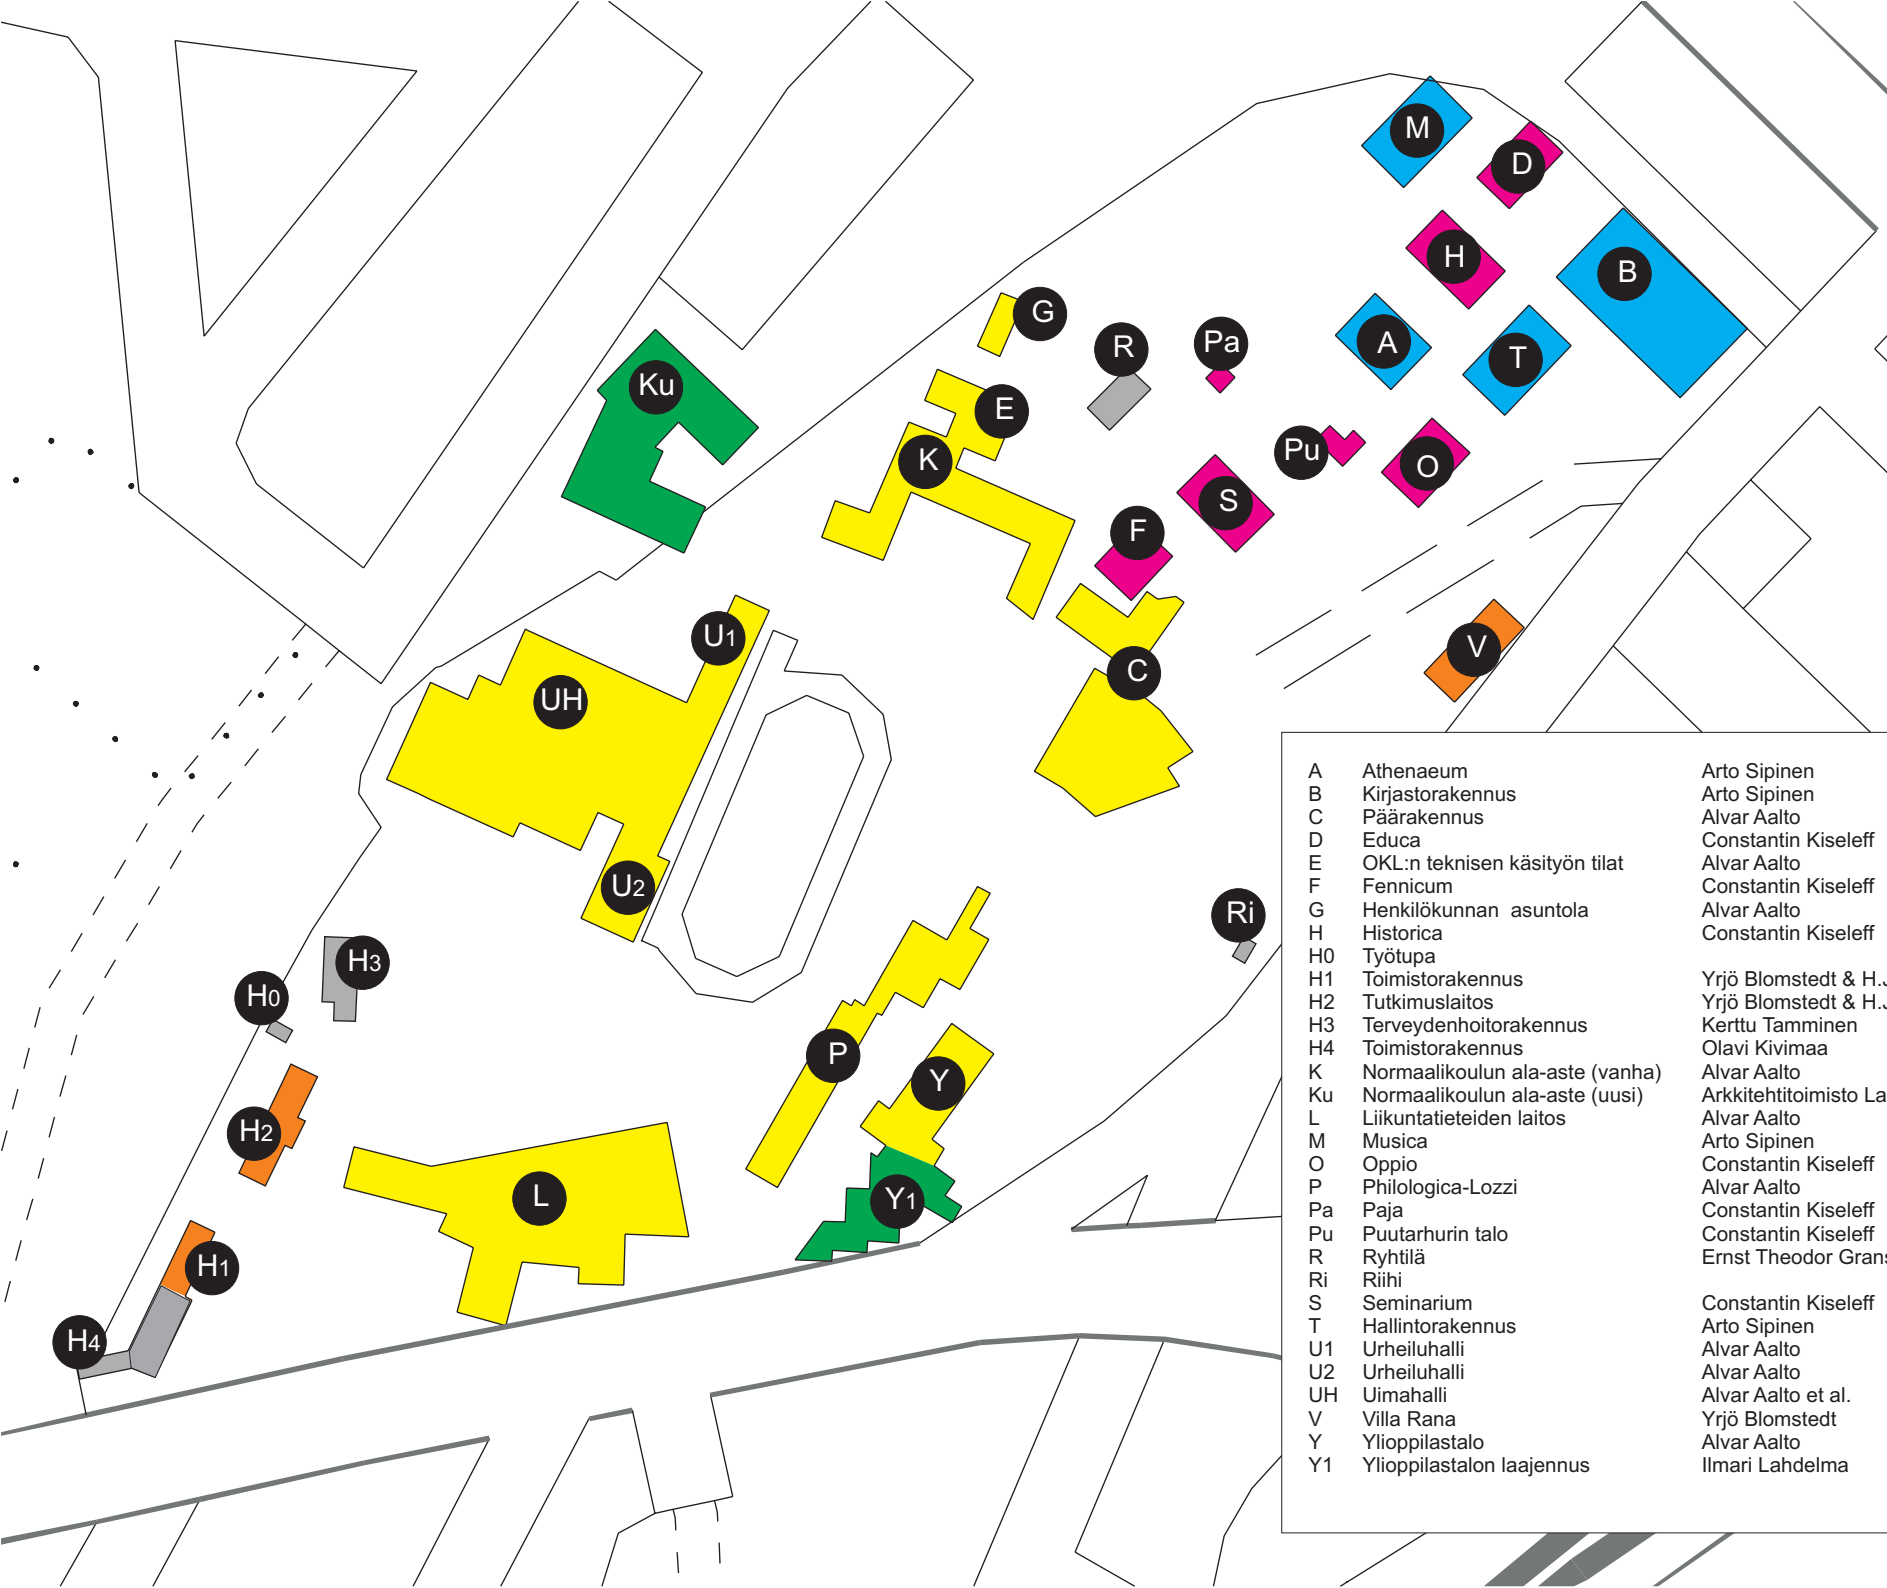 M
D
H
B
G
R
Pa
A
T
Ku
E
K
Pu
O
S
F
U1
V
C
UH
U2
Ri
H3
H0
P
Y
H2
L
Y1
H1
H4
A Athenaeum Arto Sipinen
B Kirjastorakennus Arto Sipinen
C Päärakennus Alvar Aalto
D Educa Constantin Kiseleff
E OKL:n teknisen käsityön tilat Alvar Aalto
F Fennicum Constantin Kiseleff
G Henkilökunnan asuntola Alvar Aalto
H Historica Constantin Kiseleff
H0 Työtupa
H1 Toimistorakennus Yrjö Blomstedt & H.
H2 Tutkimuslaitos Yrjö Blomstedt & H.
H3 Terveydenhoitorakennus Kerttu Tamminen
H4 Toimistorakennus Olavi Kivimaa
K Normaalikoulun ala-aste (vanha) Alvar Aalto
Ku Normaalikoulun ala-aste (uusi) Arkkitehtitoimisto La
L Liikuntatieteiden laitos Alvar Aalto
M Musica Arto Sipinen
O Oppio Constantin Kiseleff
P Philologica-Lozzi Alvar Aalto
Pa Paja Constantin Kiseleff
Pu Puutarhurin talo Constantin Kiseleff
R Ryhtilä Ernst Theodor Grans
Ri Riihi
S Seminarium Constantin Kiseleff
T Hallintorakennus Arto Sipinen
U1 Urheiluhalli Alvar Aalto
U2 Urheiluhalli Alvar Aalto
UH Uimahalli Alvar Aalto et al.
V Villa Rana Yrjö Blomstedt
Y Ylioppilastalo Alvar Aalto
Y1 Ylioppilastalon laajennus Ilmari Lahdelma